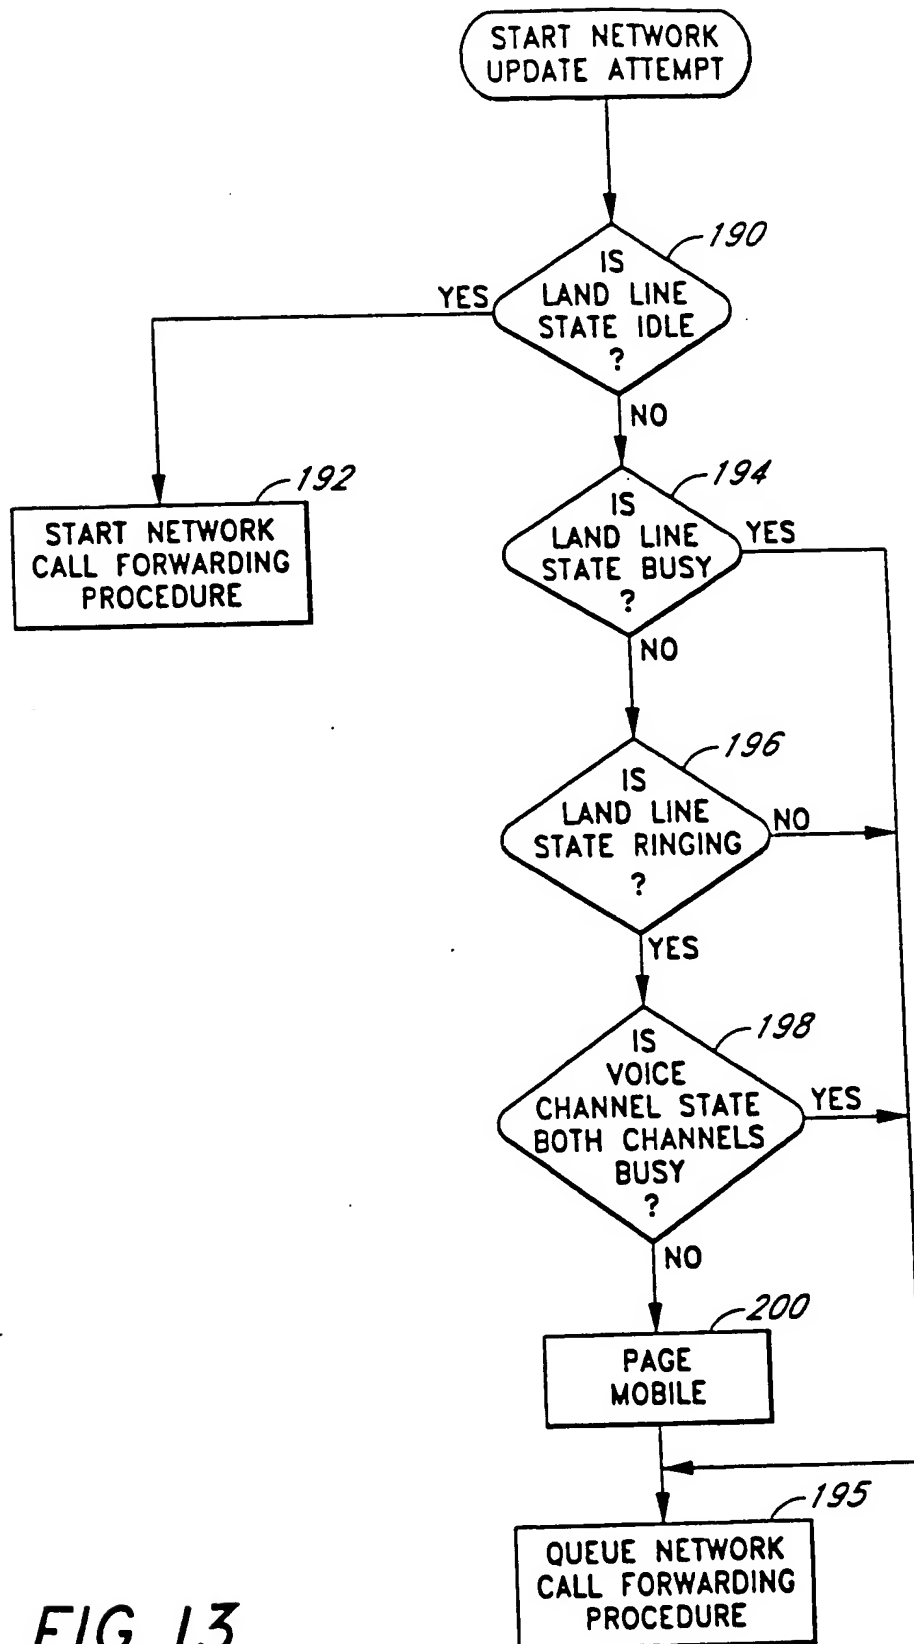 START NETWORK
UPDATE ATTEMPT
190
IS
LAND LINE
STATE IDLE
?
YES
NO
192
START NETWORK
CALL FORWARDING
PROCEDURE
194
IS
LAND LINE
STATE BUSY
?
YES
NO
196
IS
LAND LINE
STATE RINGING
?
NO
YES
198
IS
VOICE
CHANNEL STATE
BOTH CHANNELS
BUSY
?
YES
NO
200
PAGE
MOBILE
195
QUEUE NETWORK
CALL FORWARDING
PROCEDURE
FIG 13